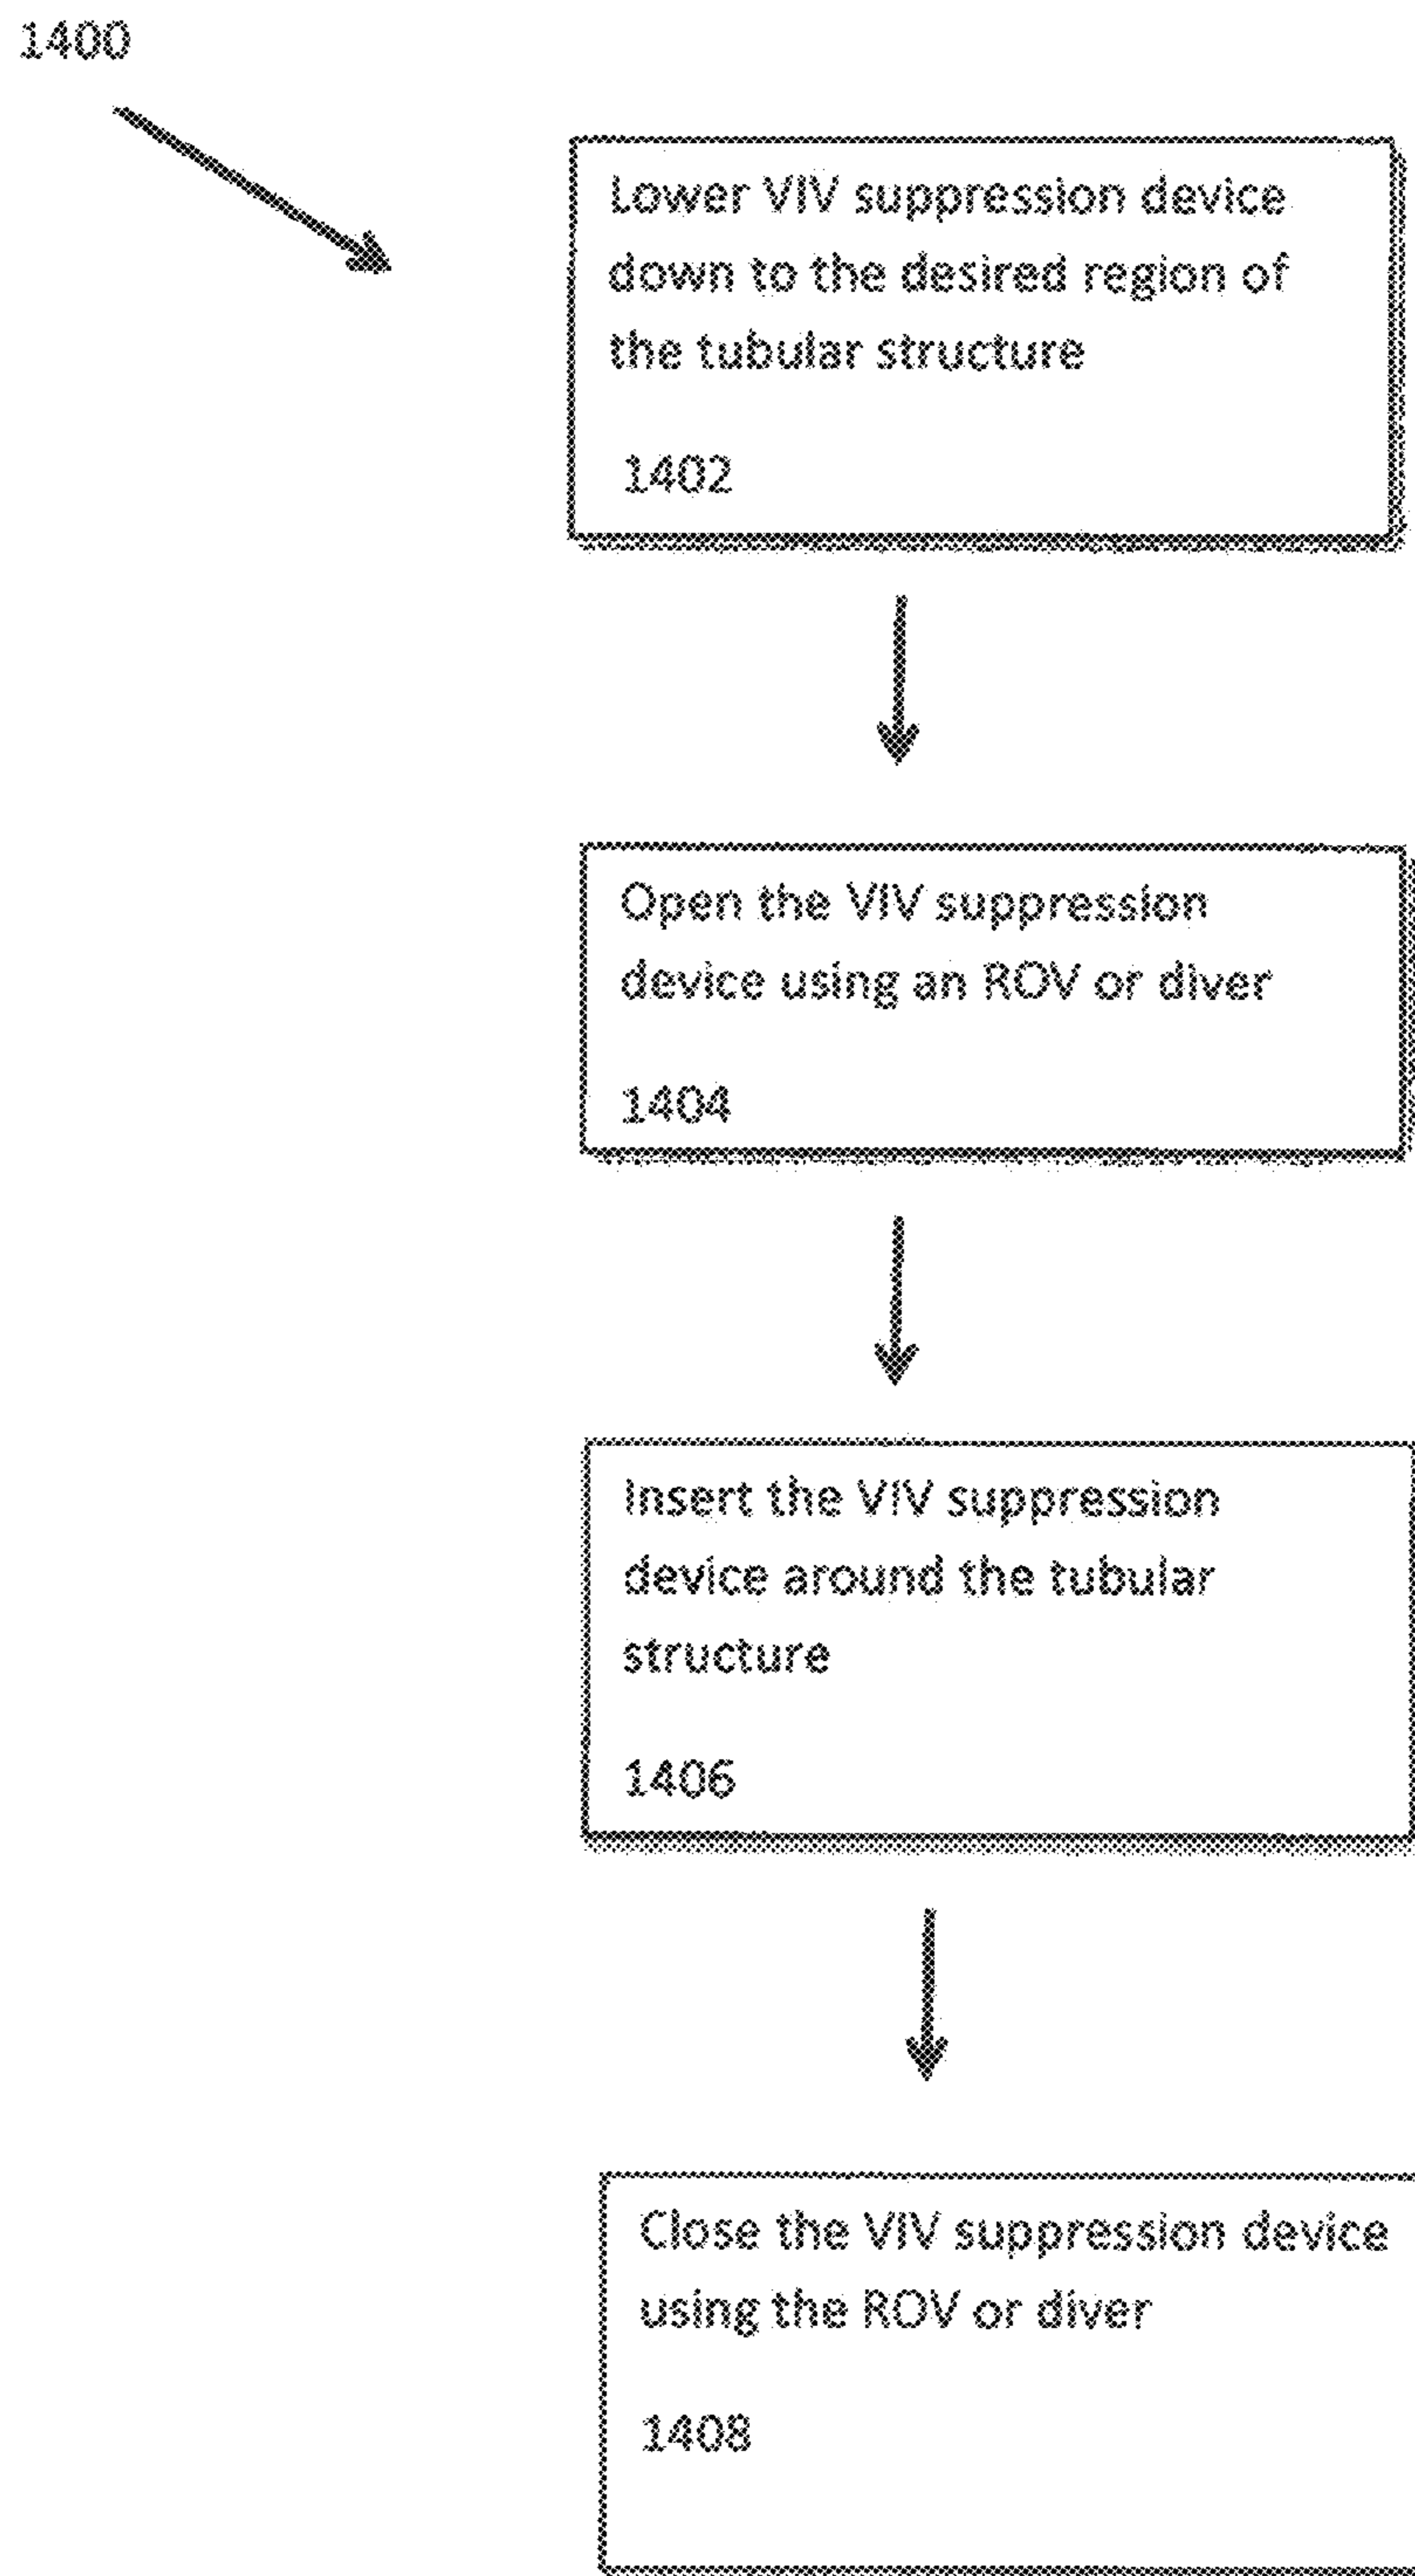 1400
Lower VIV suppression device
down to the desired region of
the tubular structure
1402
Open the VIV suppression
device using an ROV or diver
1404
Insert the VIV suppression
device around the tubular
structure
1406
Close the VIV suppression device
using the ROV or diver
1408